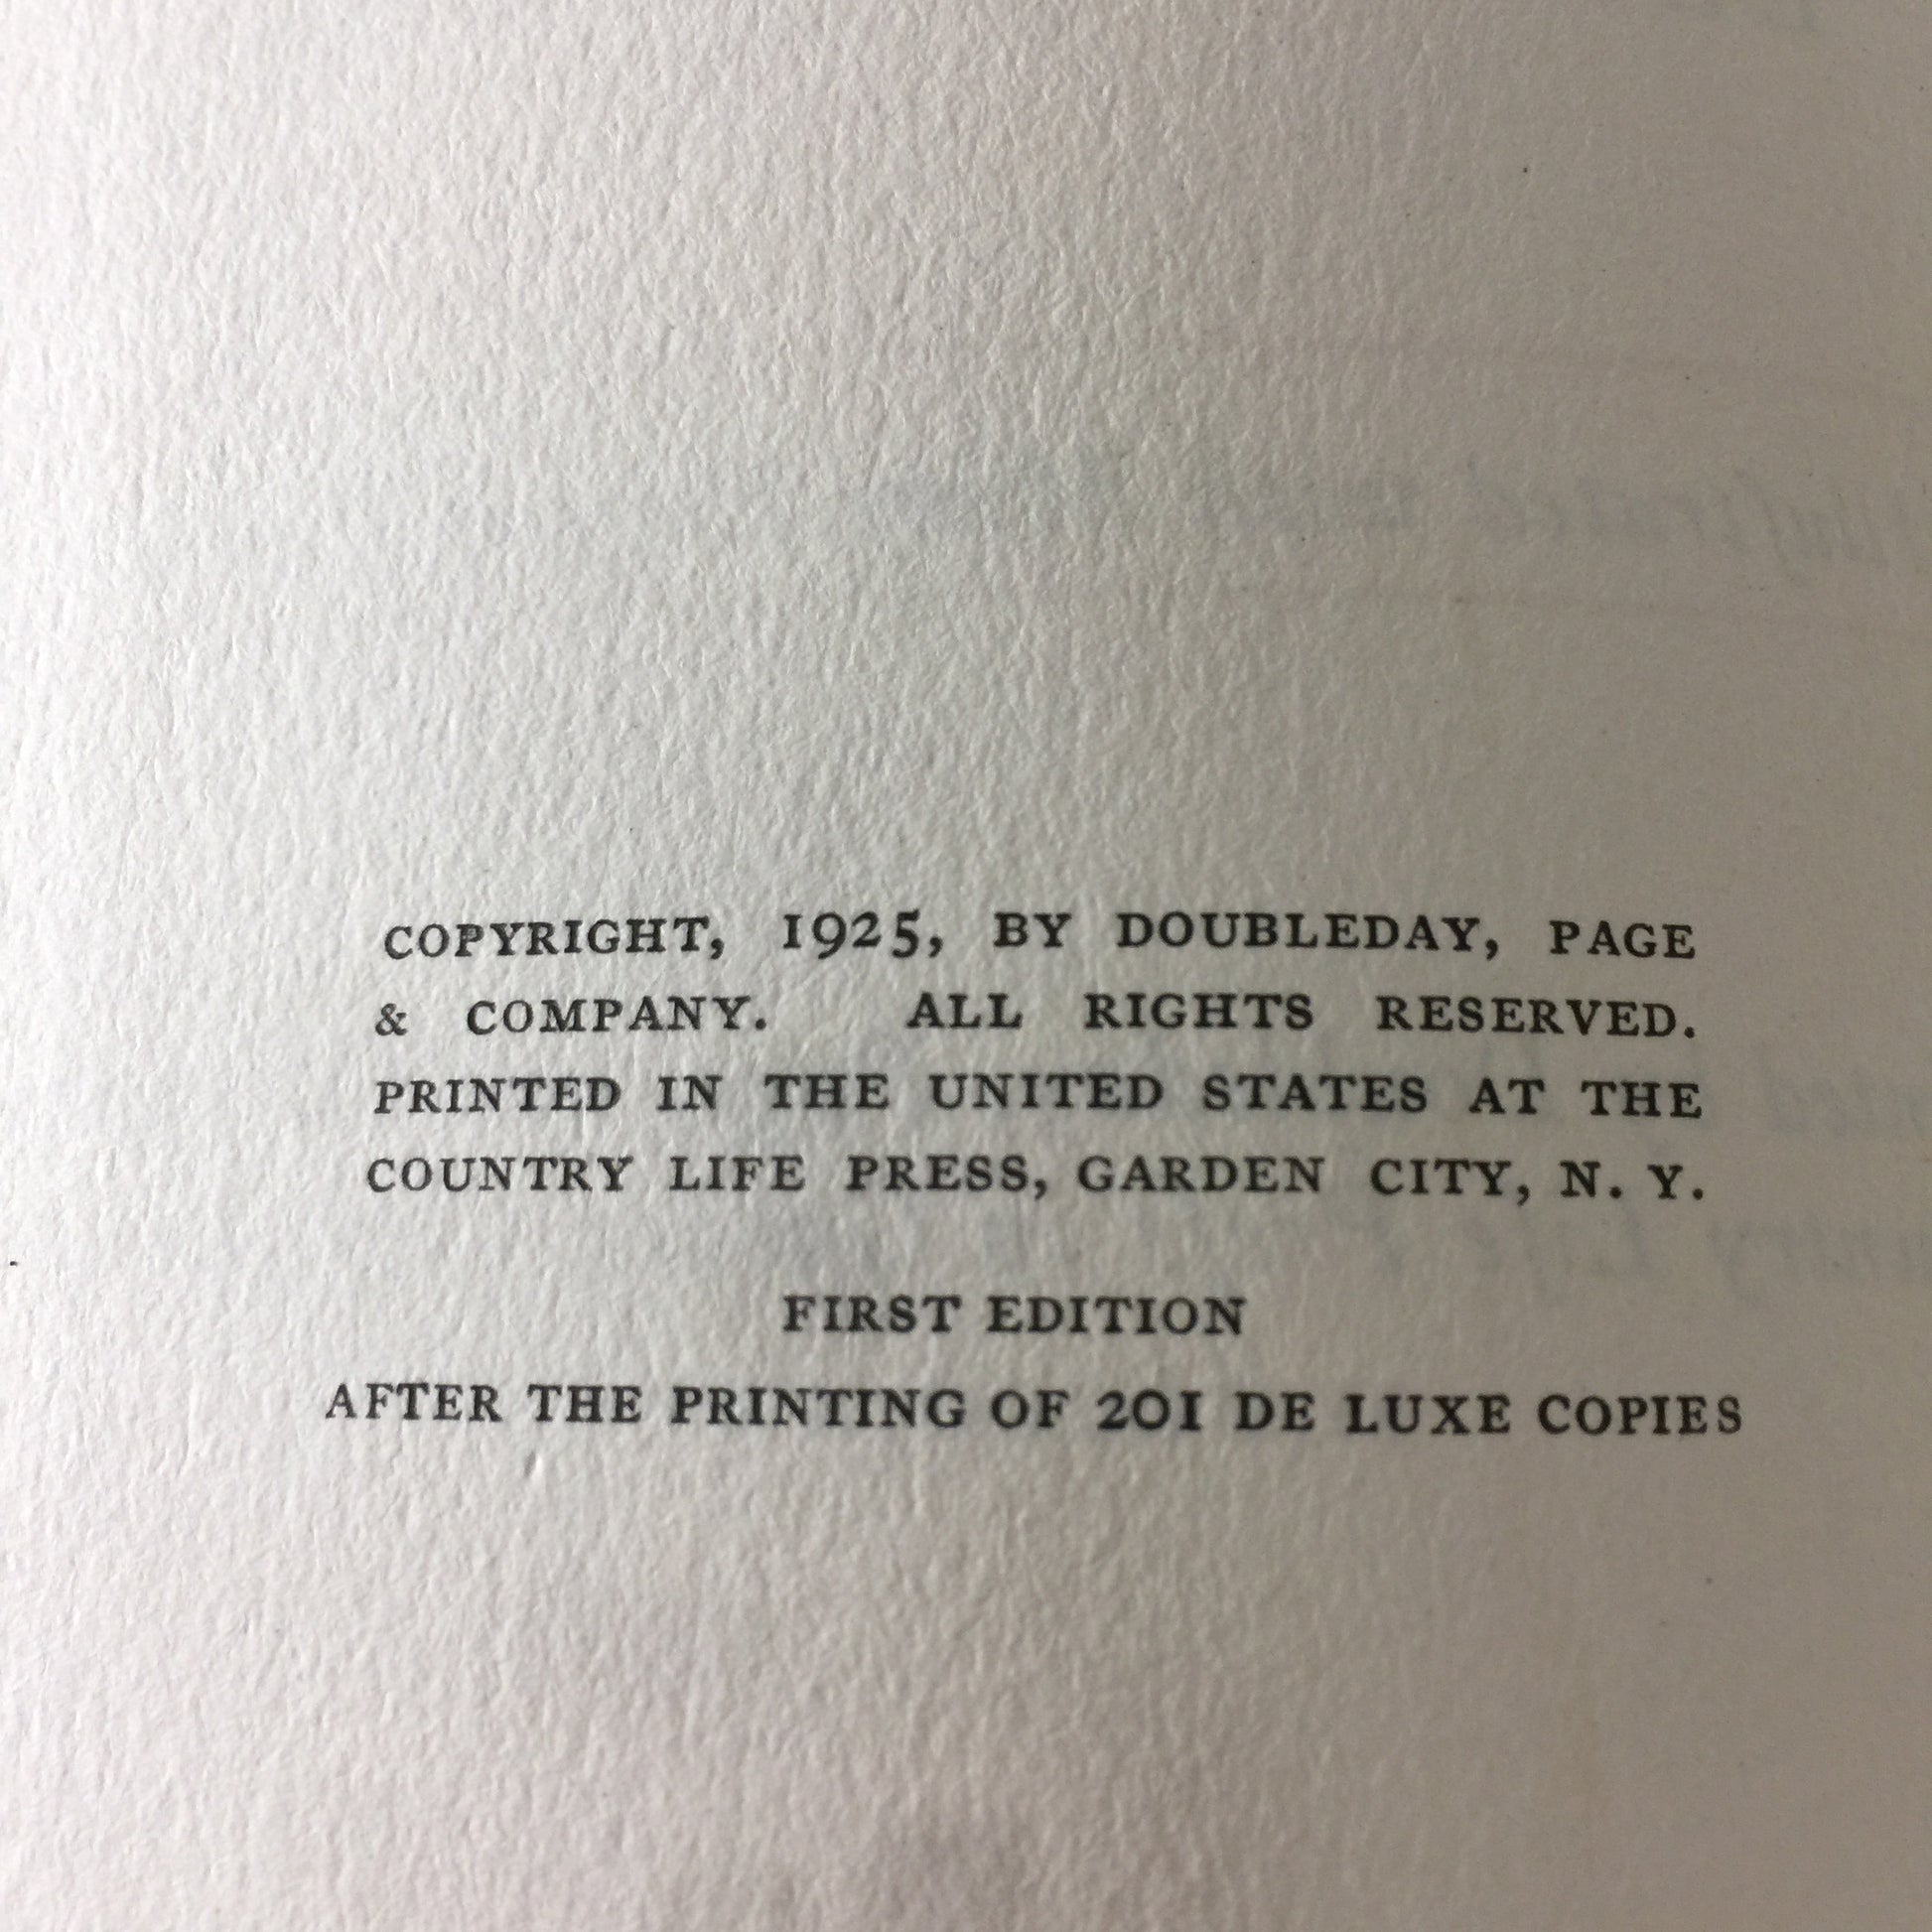 COPYRIGHT, 1925, BY DOUBLEDAY, PAGE
& COMPANY. ALL RIGHTS RESERVED.
PRINTED IN THE UNITED STATES AT THE
COUNTRY LIFE PRESS, GARDEN CITY, N. Y.
FIRST EDITION
AFTER THE PRINTING OF 201 DE LUXE COPIES